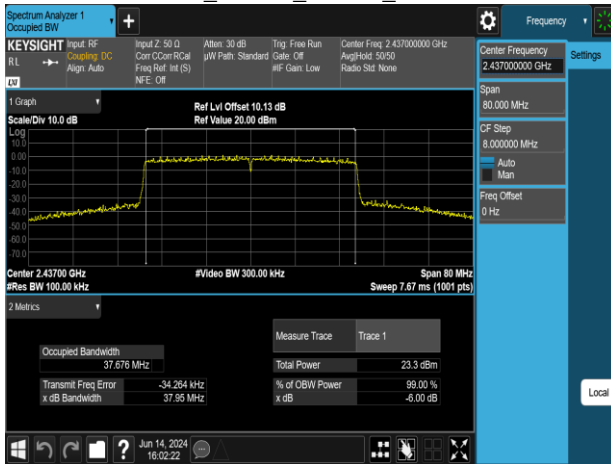 Spectrum Analyzer 1
Occupied BW
+
Frequency
KEYSIGHT
RL
LXI
Input: RF
Coupling: DC
Align: Auto
Input Z: 50 Ω
Corr CCorr RCal
Freq Ref: Int (S)
NFE: Off
Atten: 30 dB
µW Path: Standard
Trig: Free Run
Gate: Off
#IF Gain: Low
Center Freq: 2.437000000 GHz
Avg|Hold: 50/50
Radio Std: None
Center Frequency
2.437000000 GHz
Settings
Span
80.000 MHz
CF Step
8.000000 MHz
Auto
Man
Freq Offset
0 Hz
Local
1 Graph
Scale/Div 10.0 dB
Ref Lvl Offset 10.13 dB
Ref Value 20.00 dBm
Log
10.0
0.00
-10.0
-20.0
-30.0
-40.0
-50.0
-60.0
-70.0
Center 2.43700 GHz
#Res BW 100.00 kHz
#Video BW 300.00 kHz
Span 80 MHz
Sweep 7.67 ms (1001 pts)
2 Metrics
Measure Trace Trace 1
Occupied Bandwidth
37.676 MHz
Total Power 23.3 dBm
Transmit Freq Error -34.264 kHz
% of OBW Power 99.00 %
x dB Bandwidth 37.95 MHz
x dB -6.00 dB
?
Jun 14, 2024
16:02:22